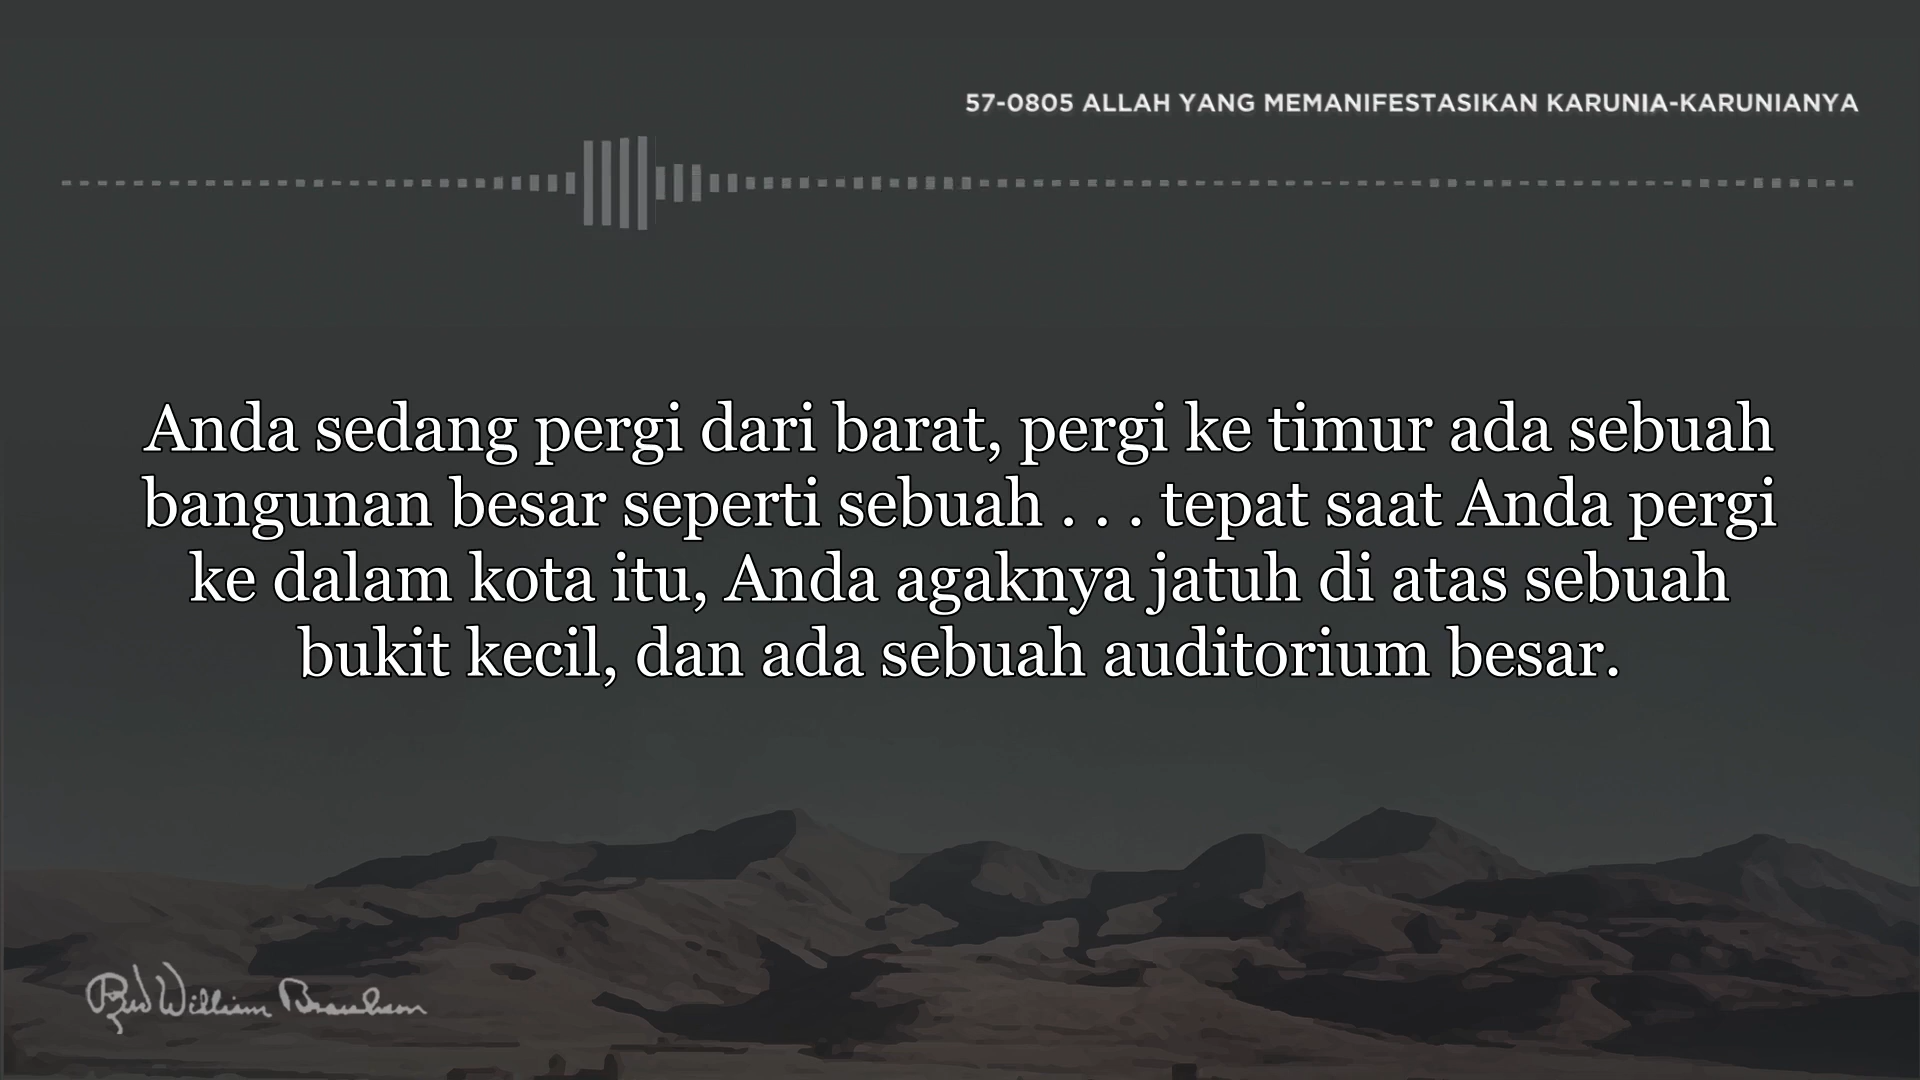 57-0805 ALLAH YANG MEMANIFESTASIKAN KARUNIA-KARUNIANYA
Anda sedang pergi dari barat, pergi ke timur ada sebuah
bangunan besar seperti sebuah . . . tepat saat Anda pergi
ke dalam kota itu, Anda agaknya jatuh di atas sebuah
bukit kecil, dan ada sebuah auditorium besar.
William Branham